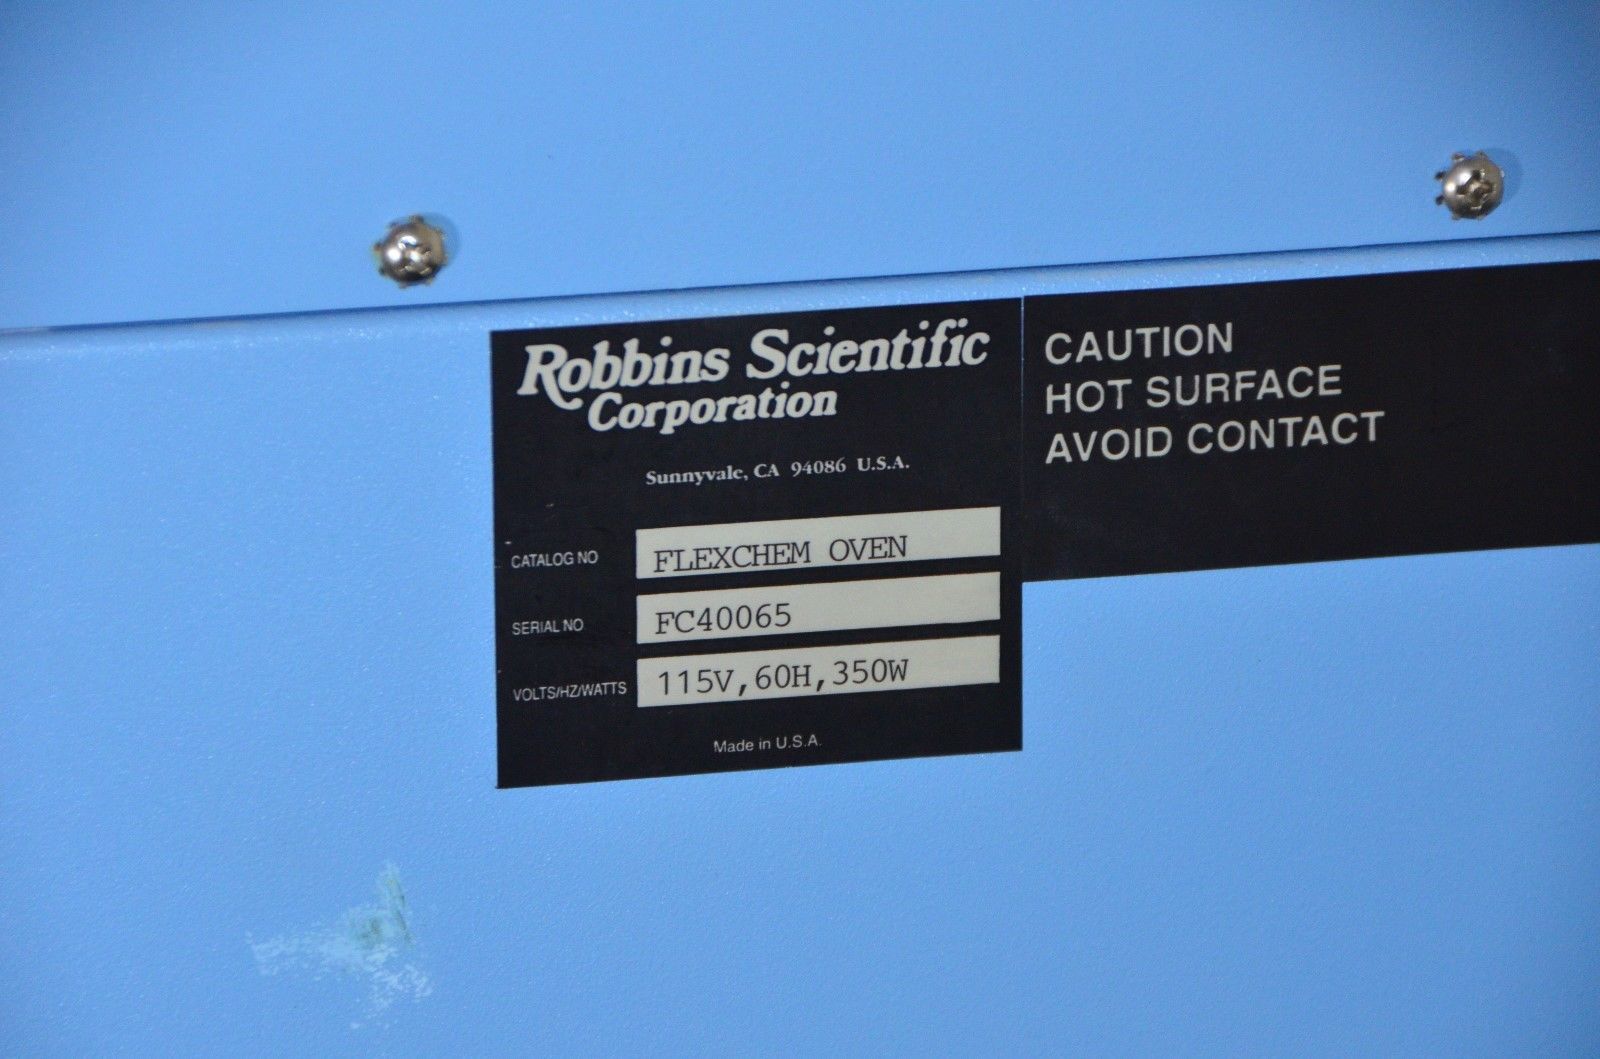 Robbins Scientific
Corporation
Sunnyvale, CA 94086 U.S.A.
CATALOG NO FLEXCHEM OVEN
SERIAL NO FC40065
VOLTS/HZ/WATTS 115V,60H,350W
Made in U.S.A.
CAUTION
HOT SURFACE
AVOID CONTACT